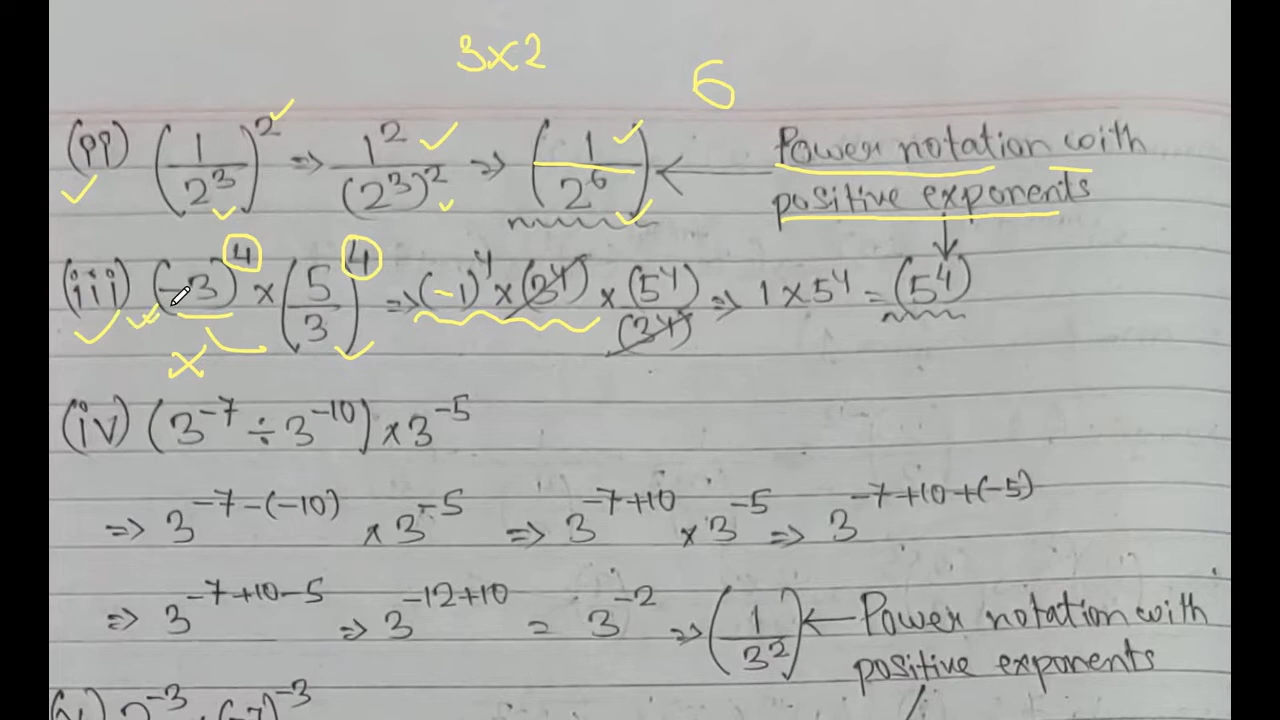 3×2 6
(ii) (1/2³)² ⇒ 1²/(2³)² ⇒ (1/2⁶) ← Power notation with
positive exponents
(iii) (-3)⁴ × (5/3)⁴ ⇒ (-1)⁴ × (3⁴) × (5⁴)/(3⁴) ⇒ 1 × 5⁴ = (5⁴)
x
(iv) (3⁻⁷ ÷ 3⁻¹⁰) × 3⁻⁵
⇒ 3⁻⁷⁻⁽⁻¹⁰⁾ × 3⁻⁵ ⇒ 3⁻⁷⁺¹⁰ × 3⁻⁵ ⇒ 3⁻⁷⁺¹⁰⁺⁽⁻⁵⁾
⇒ 3⁻⁷⁺¹⁰⁻⁵ ⇒ 3⁻¹²⁺¹⁰ = 3⁻² ⇒ (1/3²) ← Power notation with
positive exponents